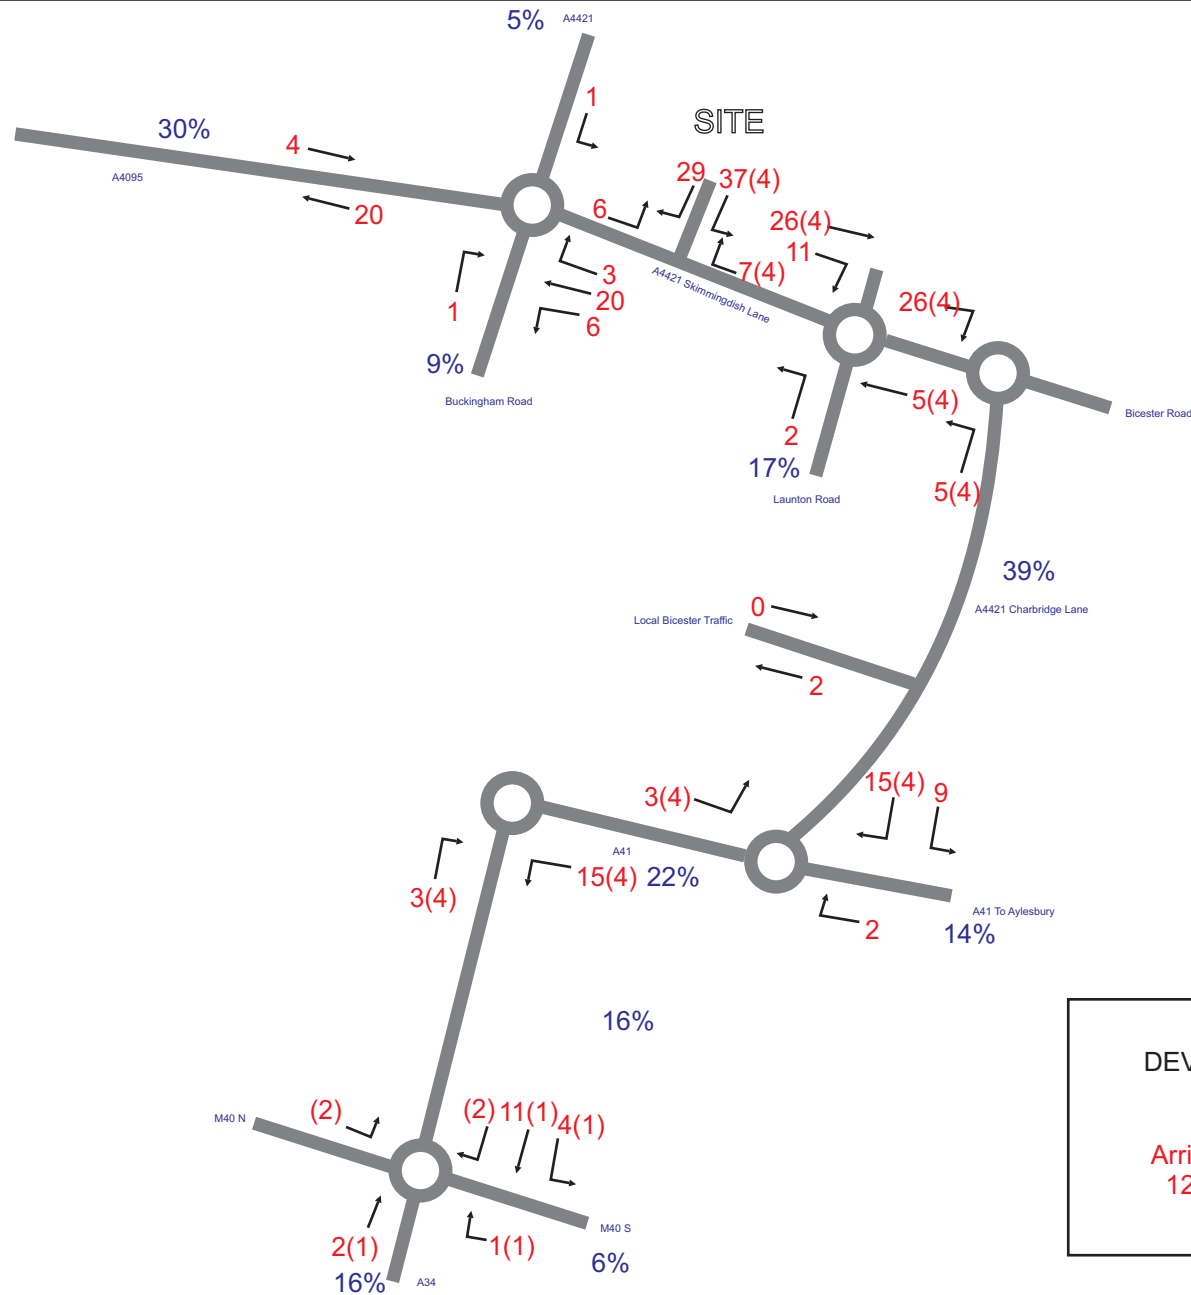 5%
A4421
1
SITE
30%
4
A4095
20
29
37(4)
6
26(4)
11
7(4)
3
A4421 Skimmingdish Lane
20
26(4)
1
6
9%
Buckingham Road
5(4)
Bicester Road
2
17%
Launton Road
5(4)
39%
0
A4421 Charbridge Lane
Local Bicester Traffic
2
15(4)
9
3(4)
A41
15(4)
22%
3(4)
A41 To Aylesbury
2
14%
16%
DEV
(2)
(2)
11(1)
4(1)
M40 N
Arri
12
M40 S
2(1)
1(1)
6%
16%
A34